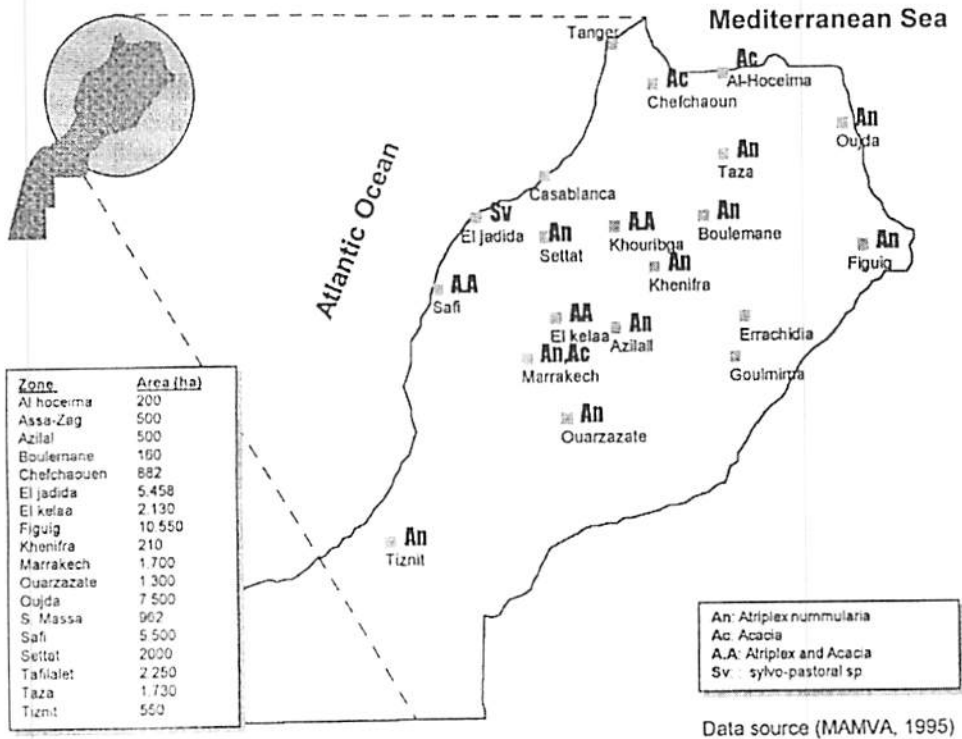 Mediterranean Sea
Tanger
Ac
Al-Hoceima
Ac
Chefchaoun
An
Oujda
An
Taza
Casablanca
Atlantic Ocean
Sv
El jadida
An
Settat
A.A
Khouribga
An
Boulemane
An
Figuig
An
Khenifra
A.A
Safi
AA
El kelaa
An
Azilall
Errachidia
An,Ac
Marrakech
Goulmima
An
Ouarzazate
An
Tiznit
Zone Area (ha)
Al hoceima 200
Assa-Zag 500
Azilal 500
Boulemane 160
Chefchaouen 882
El jadida 5.458
El kelaa 2.130
Figuig 10.550
Khenifra 210
Marrakech 1.700
Ouarzazate 1 300
Oujda 7 500
S. Massa 962
Safi 5.500
Settat 2000
Tafilalet 2.250
Taza 1.730
Tiznit 550
An: Atriplex nummularia
Ac: Acacia
A.A: Atriplex and Acacia
Sv: : sylvo-pastoral sp
Data source (MAMVA, 1995)